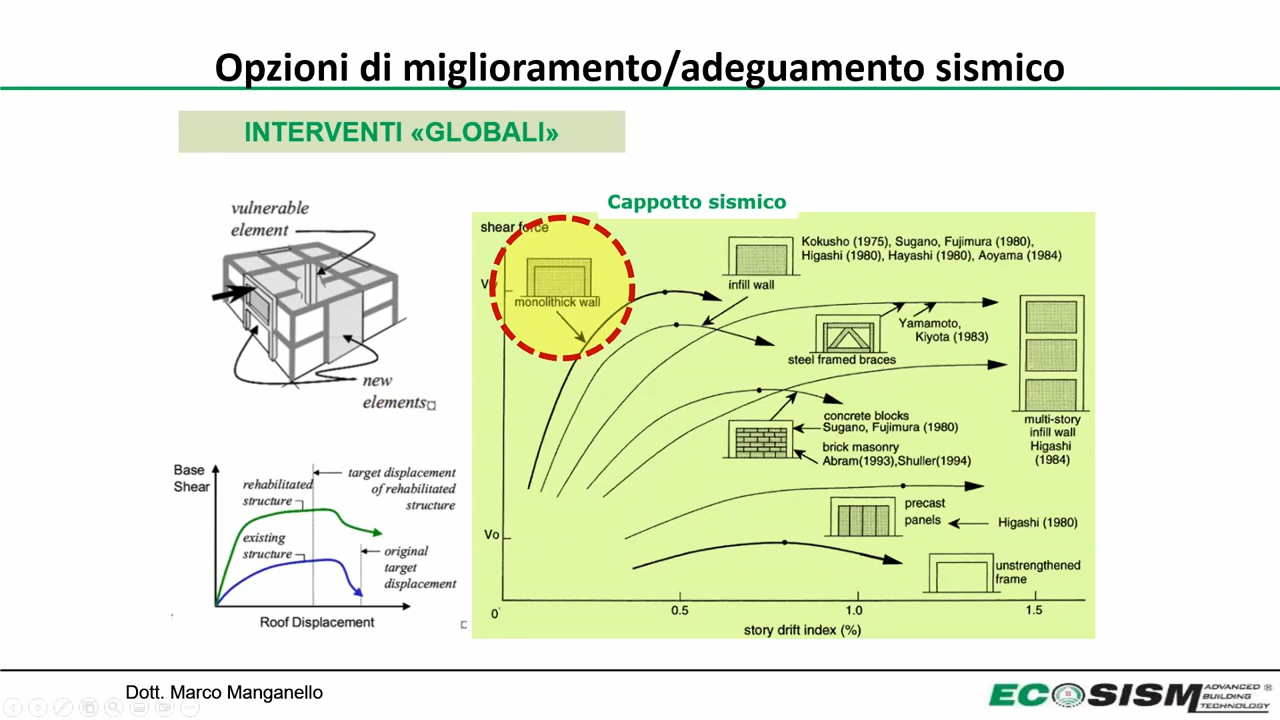 Opzioni di miglioramento/adeguamento sismico
INTERVENTI «GLOBALI»
vulnerable
element
new
elements
Base
Shear
rehabilitated
structure
target displacement
of rehabilitated
structure
existing
structure
original
target
displacement
Roof Displacement
Cappotto sismico
shear force
monolithick wall
infill wall
Kokusho (1975), Sugano, Fujimura (1980),
Higashi (1980), Hayashi (1980), Aoyama (1984)
Yamamoto,
Kiyota (1983)
steel framed braces
concrete blocks
Sugano, Fujimura (1980)
brick masonry
Abram(1993),Shuller(1994)
multi-story
infill wall
Higashi
(1984)
precast
panels
Higashi (1980)
unstrengthened
frame
Vo
0
0.5
1.0
1.5
story drift index (%)
Dott. Marco Manganello
ECOSISM
ADVANCED ®
BUILDING
TECHNOLOGY